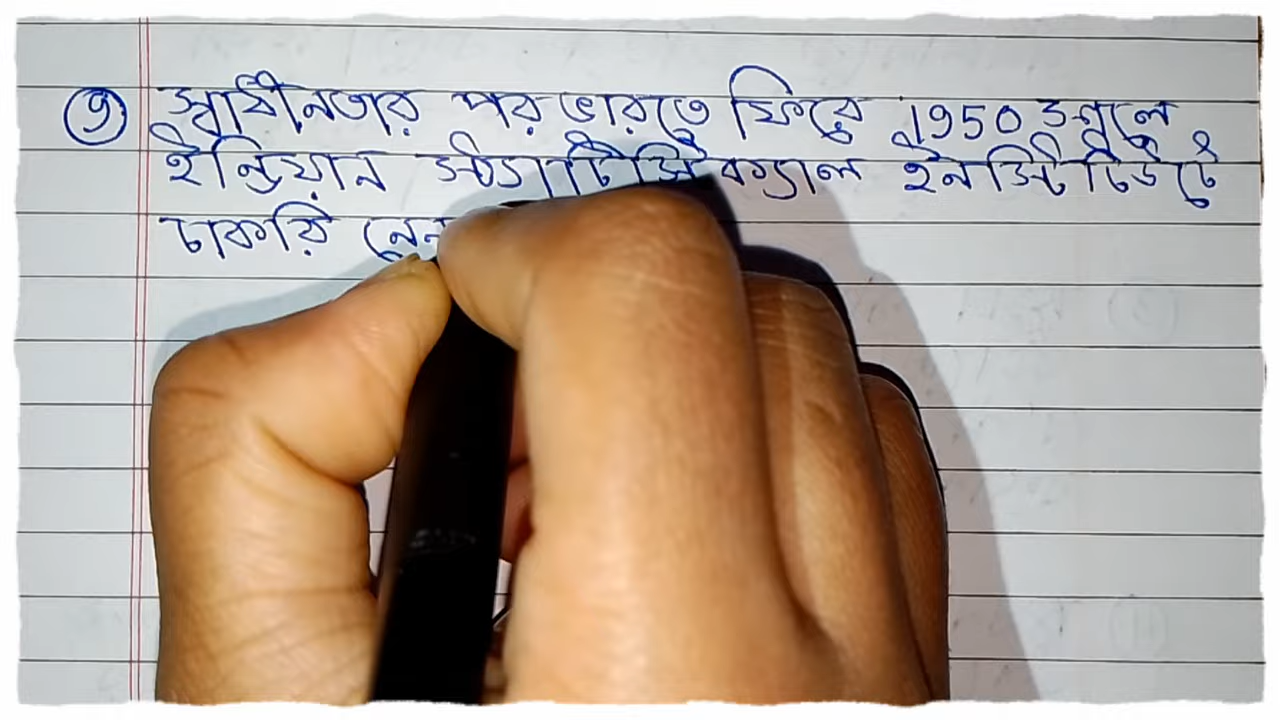 ৩ স্বাধীনতার পর ভারতে ফিরে 1950 সালে
ইন্ডিয়ান স্ট্যাটিস্টিক্যাল ইনস্টিটিউটে
চাকরি নেন